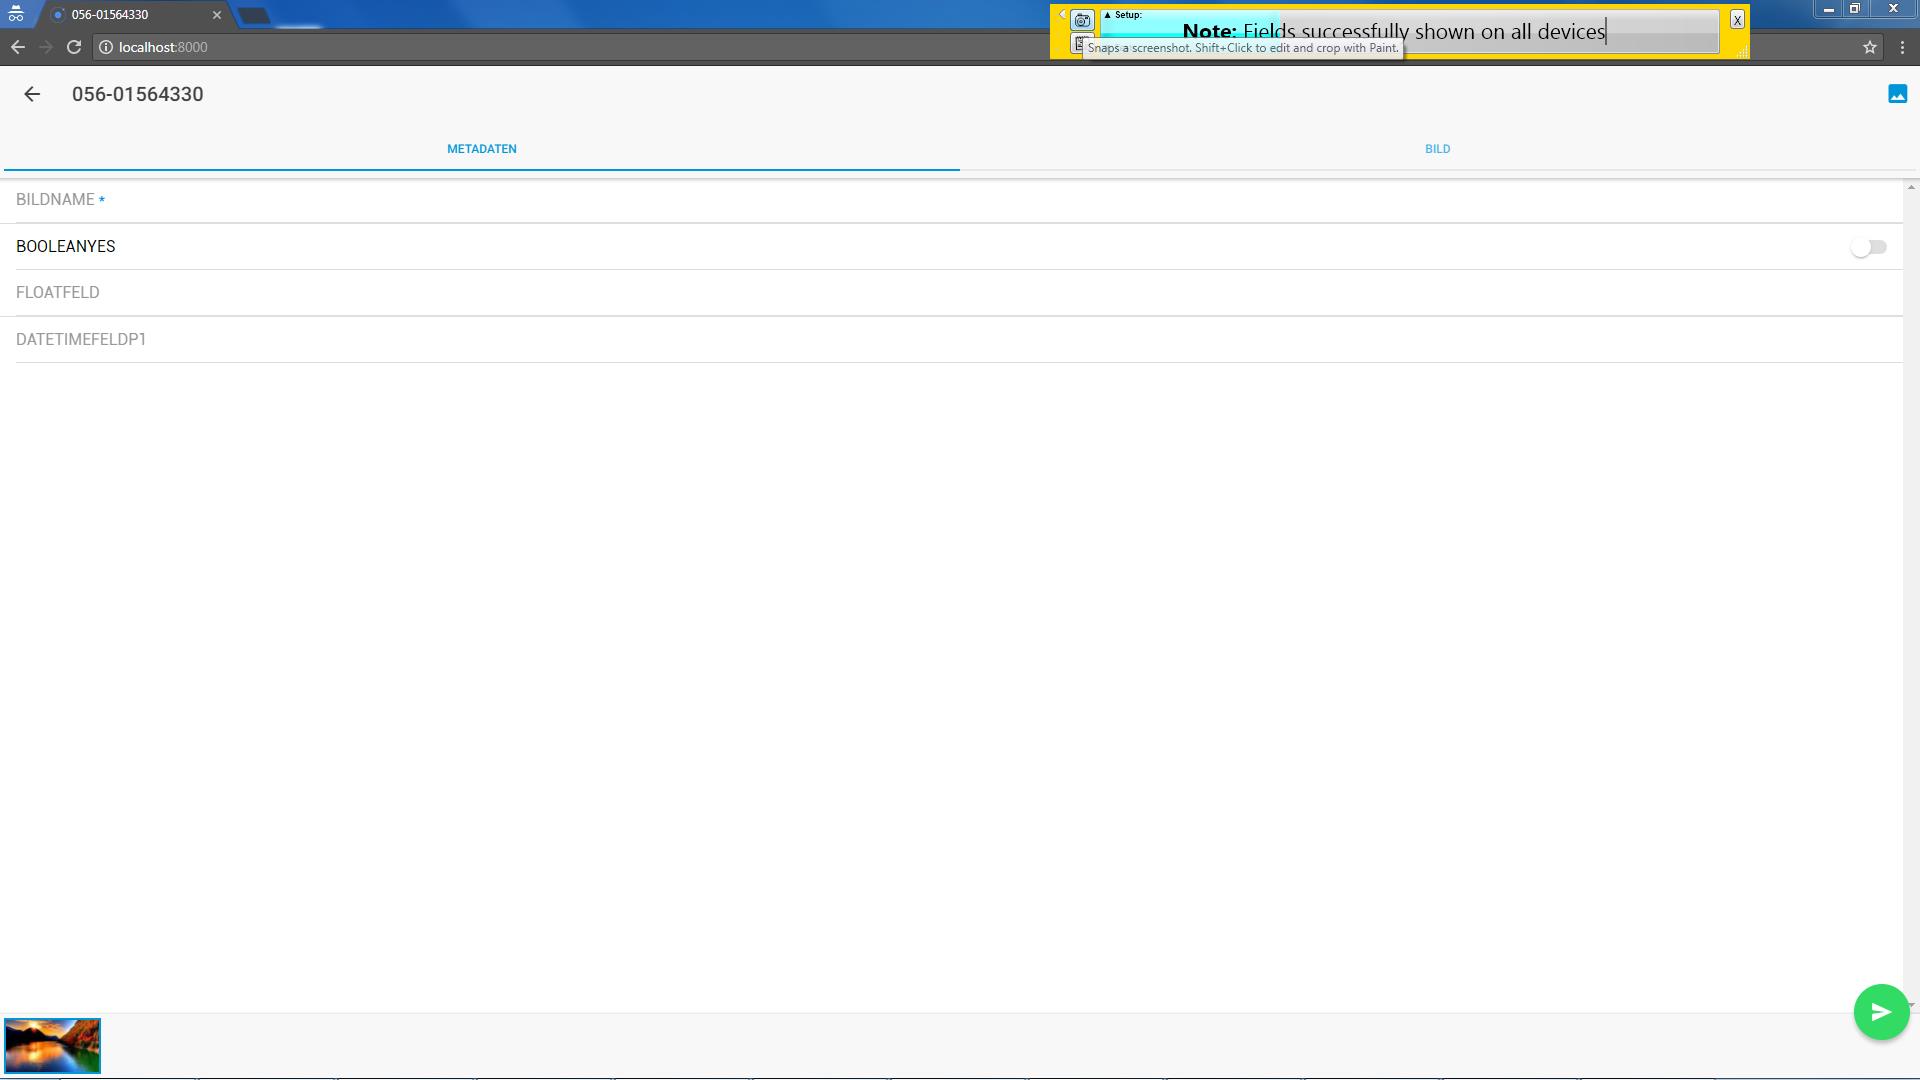 056-01564330
▲ Setup:
X
Note: Fields successfully shown on all devices
localhost:8000
Snaps a screenshot. Shift+Click to edit and crop with Paint.
056-01564330
METADATEN
BILD
BILDNAME *
BOOLEANYES
FLOATFELD
DATETIMEFELDP1